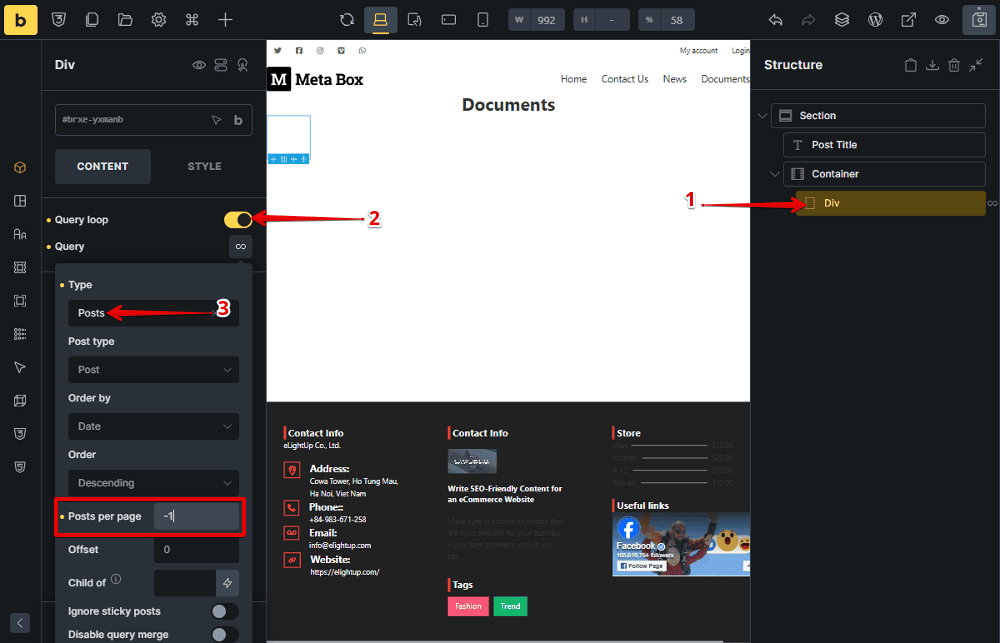 b
W 992
H -
% 58
Div
#brxe-yxmanb
b
CONTENT
STYLE
Query loop
2
Query
Type
Posts
3
Post type
Post
Order by
Date
Order
Descending
Posts per page
-1
Offset
0
Child of
Ignore sticky posts
Disable query merge
My account
Login
M Meta Box
Home
Contact Us
News
Documents
Documents
Contact Info
eLightUp Co., Ltd.
Address:
Cowa Tower, Ho Tung Mau,
Ha Noi, Viet Nam
Phone::
+84-983-671-258
Email:
info@elightup.com
Website:
https://elightup.com/
Contact Info
Write SEO-Friendly Content for
an eCommerce Website
Make sure to choose keywords that
are most relevant for your business.
If you have problems with it, you
can...
Tags
Fashion
Trend
Store
$10.00
$25.00
$10.00
$10.00
Useful links
Facebook
followers
Follow Page
Structure
Section
Post Title
Container
1
Div